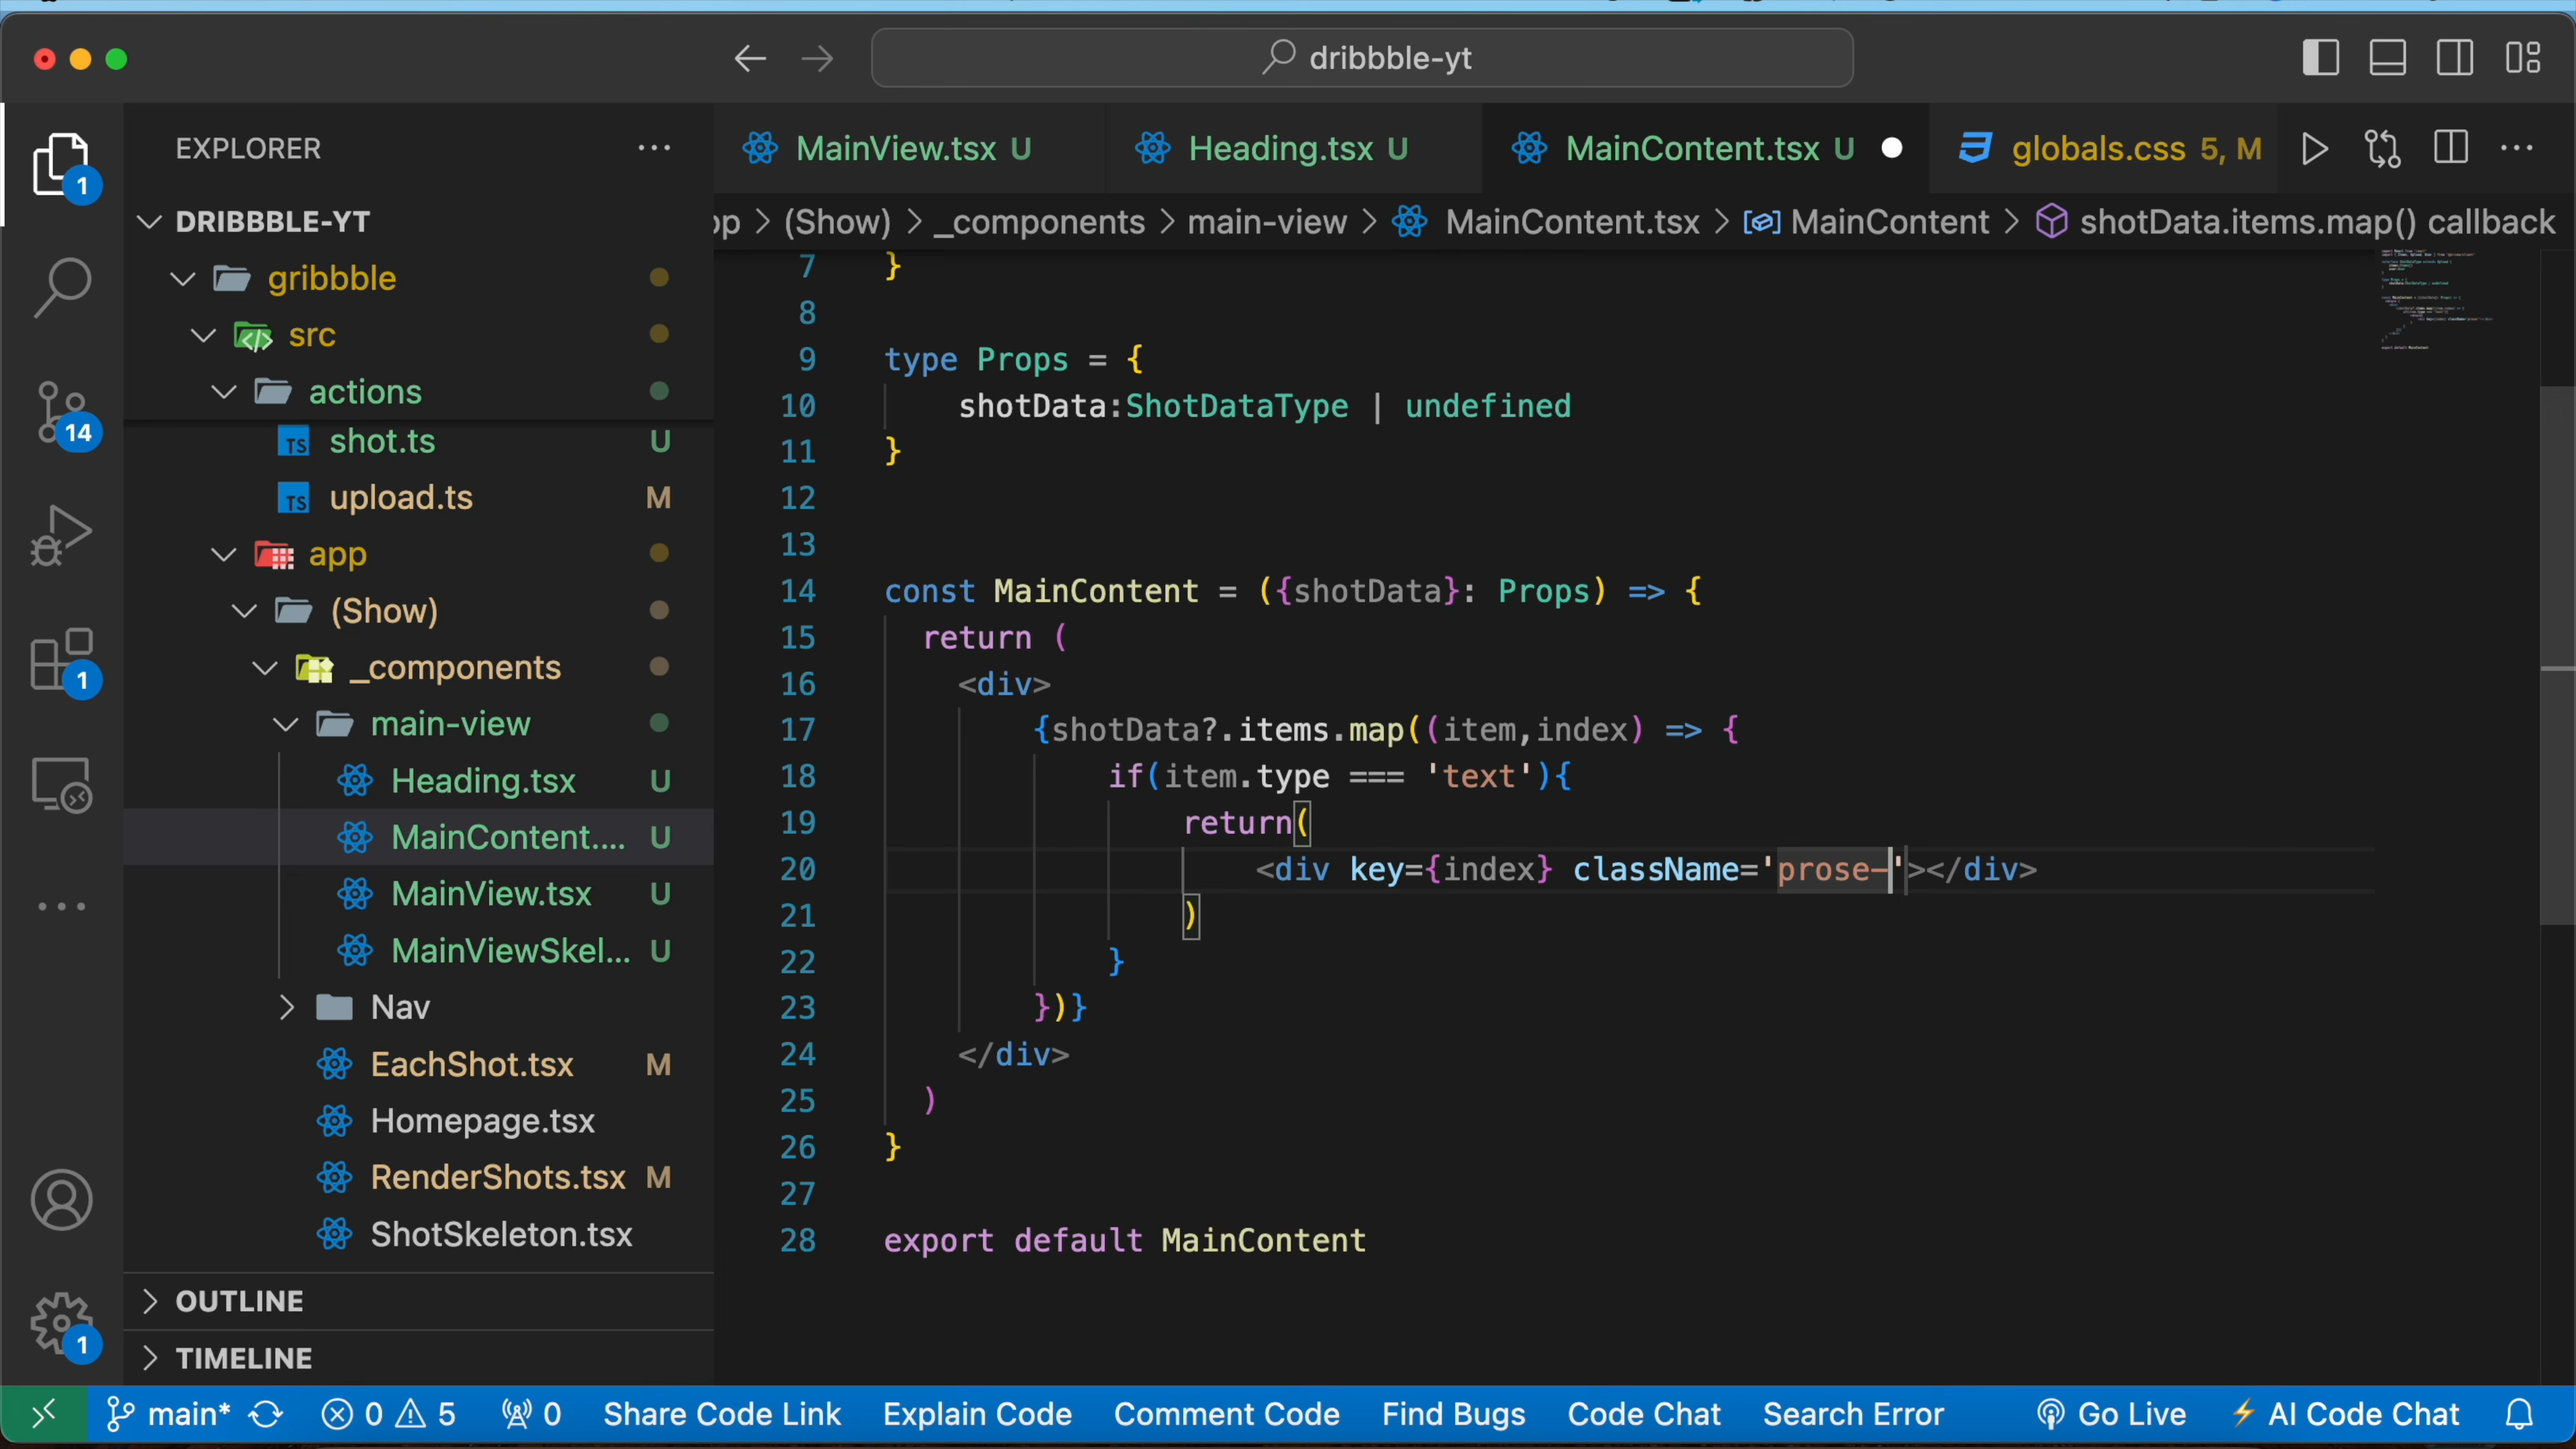 dribbble-yt
EXPLORER
MainView.tsx U
Heading.tsx U
MainContent.tsx U
globals.css 5, M
DRIBBBLE-YT
(Show) > _components > main-view > MainContent.tsx > MainContent > shotData.items.map() callback
gribbble
src
actions
shot.ts U
upload.ts M
app
(Show)
_components
main-view
Heading.tsx U
MainContent.... U
MainView.tsx U
MainViewSkel... U
Nav
EachShot.tsx M
Homepage.tsx
RenderShots.tsx M
ShotSkeleton.tsx
OUTLINE
TIMELINE
1
14
1
1
7 }
8
9 type Props = {
10 shotData:ShotDataType | undefined
11 }
12
13
14 const MainContent = ({shotData}: Props) => {
15 return (
16 <div>
17 {shotData?.items.map((item,index) => {
18 if(item.type === 'text'){
19 return(
20 <div key={index} className='prose-'></div>
21 )
22 }
23 })}
24 </div>
25 )
26 }
27
28 export default MainContent
main* 0 5 0 Share Code Link Explain Code Comment Code Find Bugs Code Chat Search Error Go Live AI Code Chat